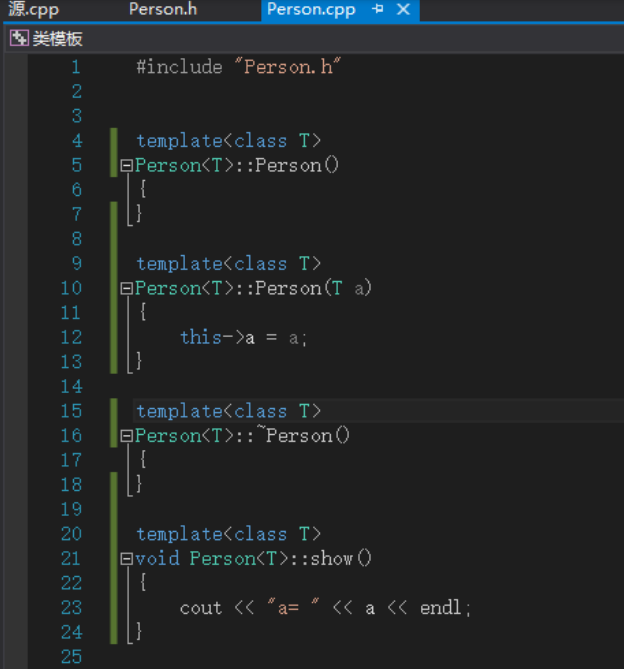 源.cpp Person.h Person.cpp
类模板
1 #include "Person.h"
2
3
4 template<class T>
5 Person<T>::Person()
6 {
7 }
8
9 template<class T>
10 Person<T>::Person(T a)
11 {
12 this->a = a;
13 }
14
15 template<class T>
16 Person<T>::~Person()
17 {
18 }
19
20 template<class T>
21 void Person<T>::show()
22 {
23 cout << "a= " << a << endl;
24 }
25